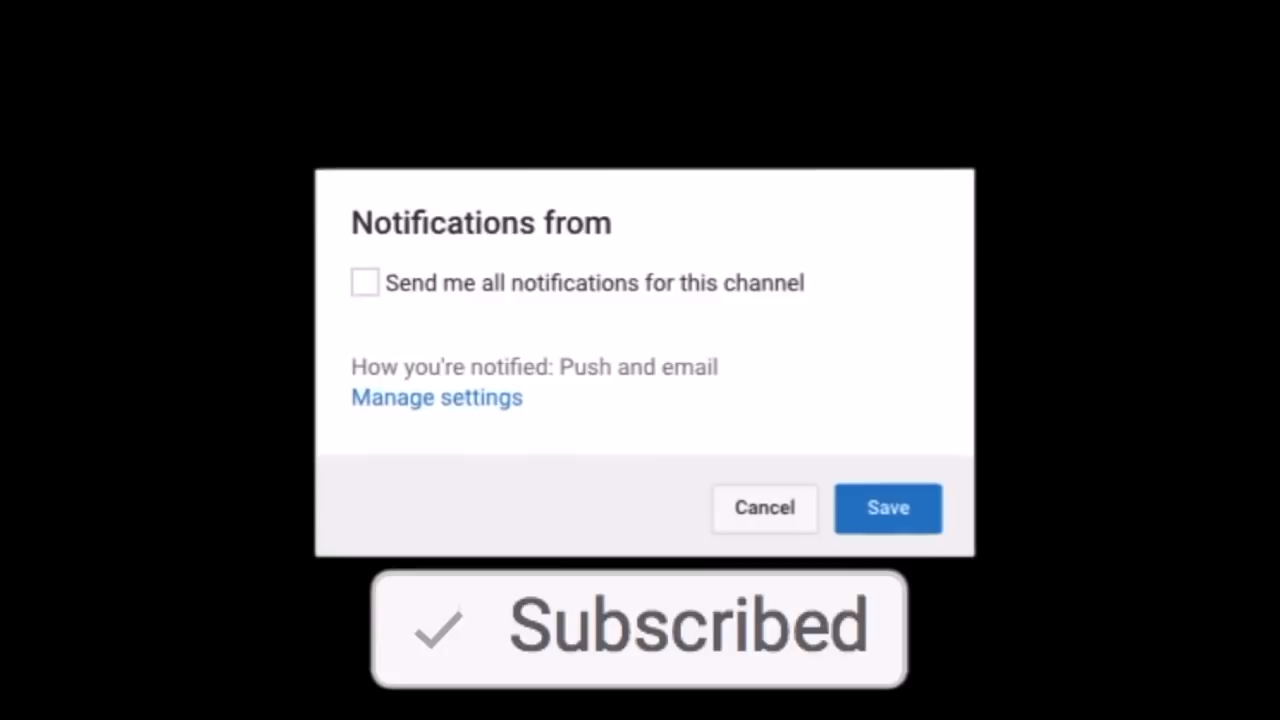 Notifications from
Send me all notifications for this channel
How you're notified: Push and email
Manage settings
Cancel Save
Subscribed